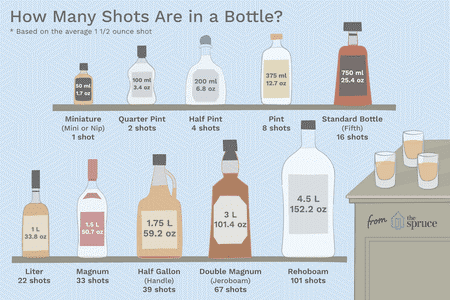 How Many Shots Are in a Bottle?
* Based on the average 1 1/2 ounce shot
50 ml
1.7 oz
100 ml
3.4 oz
200 ml
6.8 oz
375 ml
12.7 oz
750 ml
25.4 oz
Miniature
(Mini or Nip)
1 shot
Quarter Pint
2 shots
Half Pint
4 shots
Pint
8 shots
Standard Bottle
(Fifth)
16 shots
1 L
33.8 oz
1.5 L
50.7 oz
1.75 L
59.2 oz
3 L
101.4 oz
4.5 L
152.2 oz
from the
spruce
Liter
22 shots
Magnum
33 shots
Half Gallon
(Handle)
39 shots
Double Magnum
(Jeroboam)
67 shots
Rehoboam
101 shots